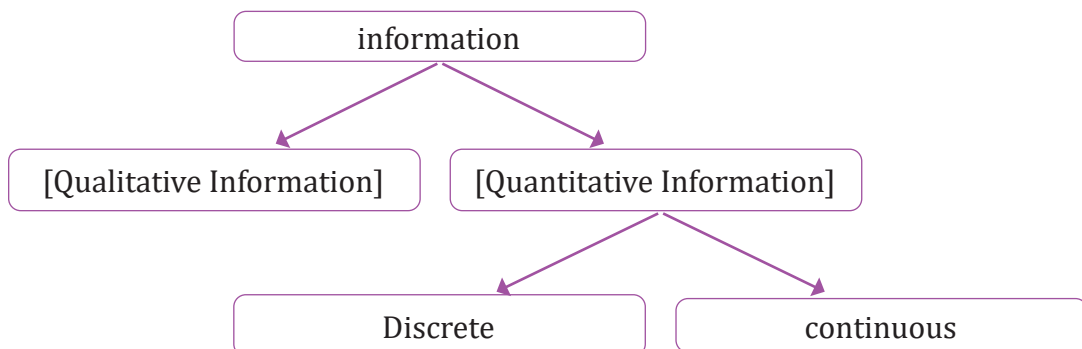 information
[Qualitative Information]
[Quantitative Information]
Discrete
continuous